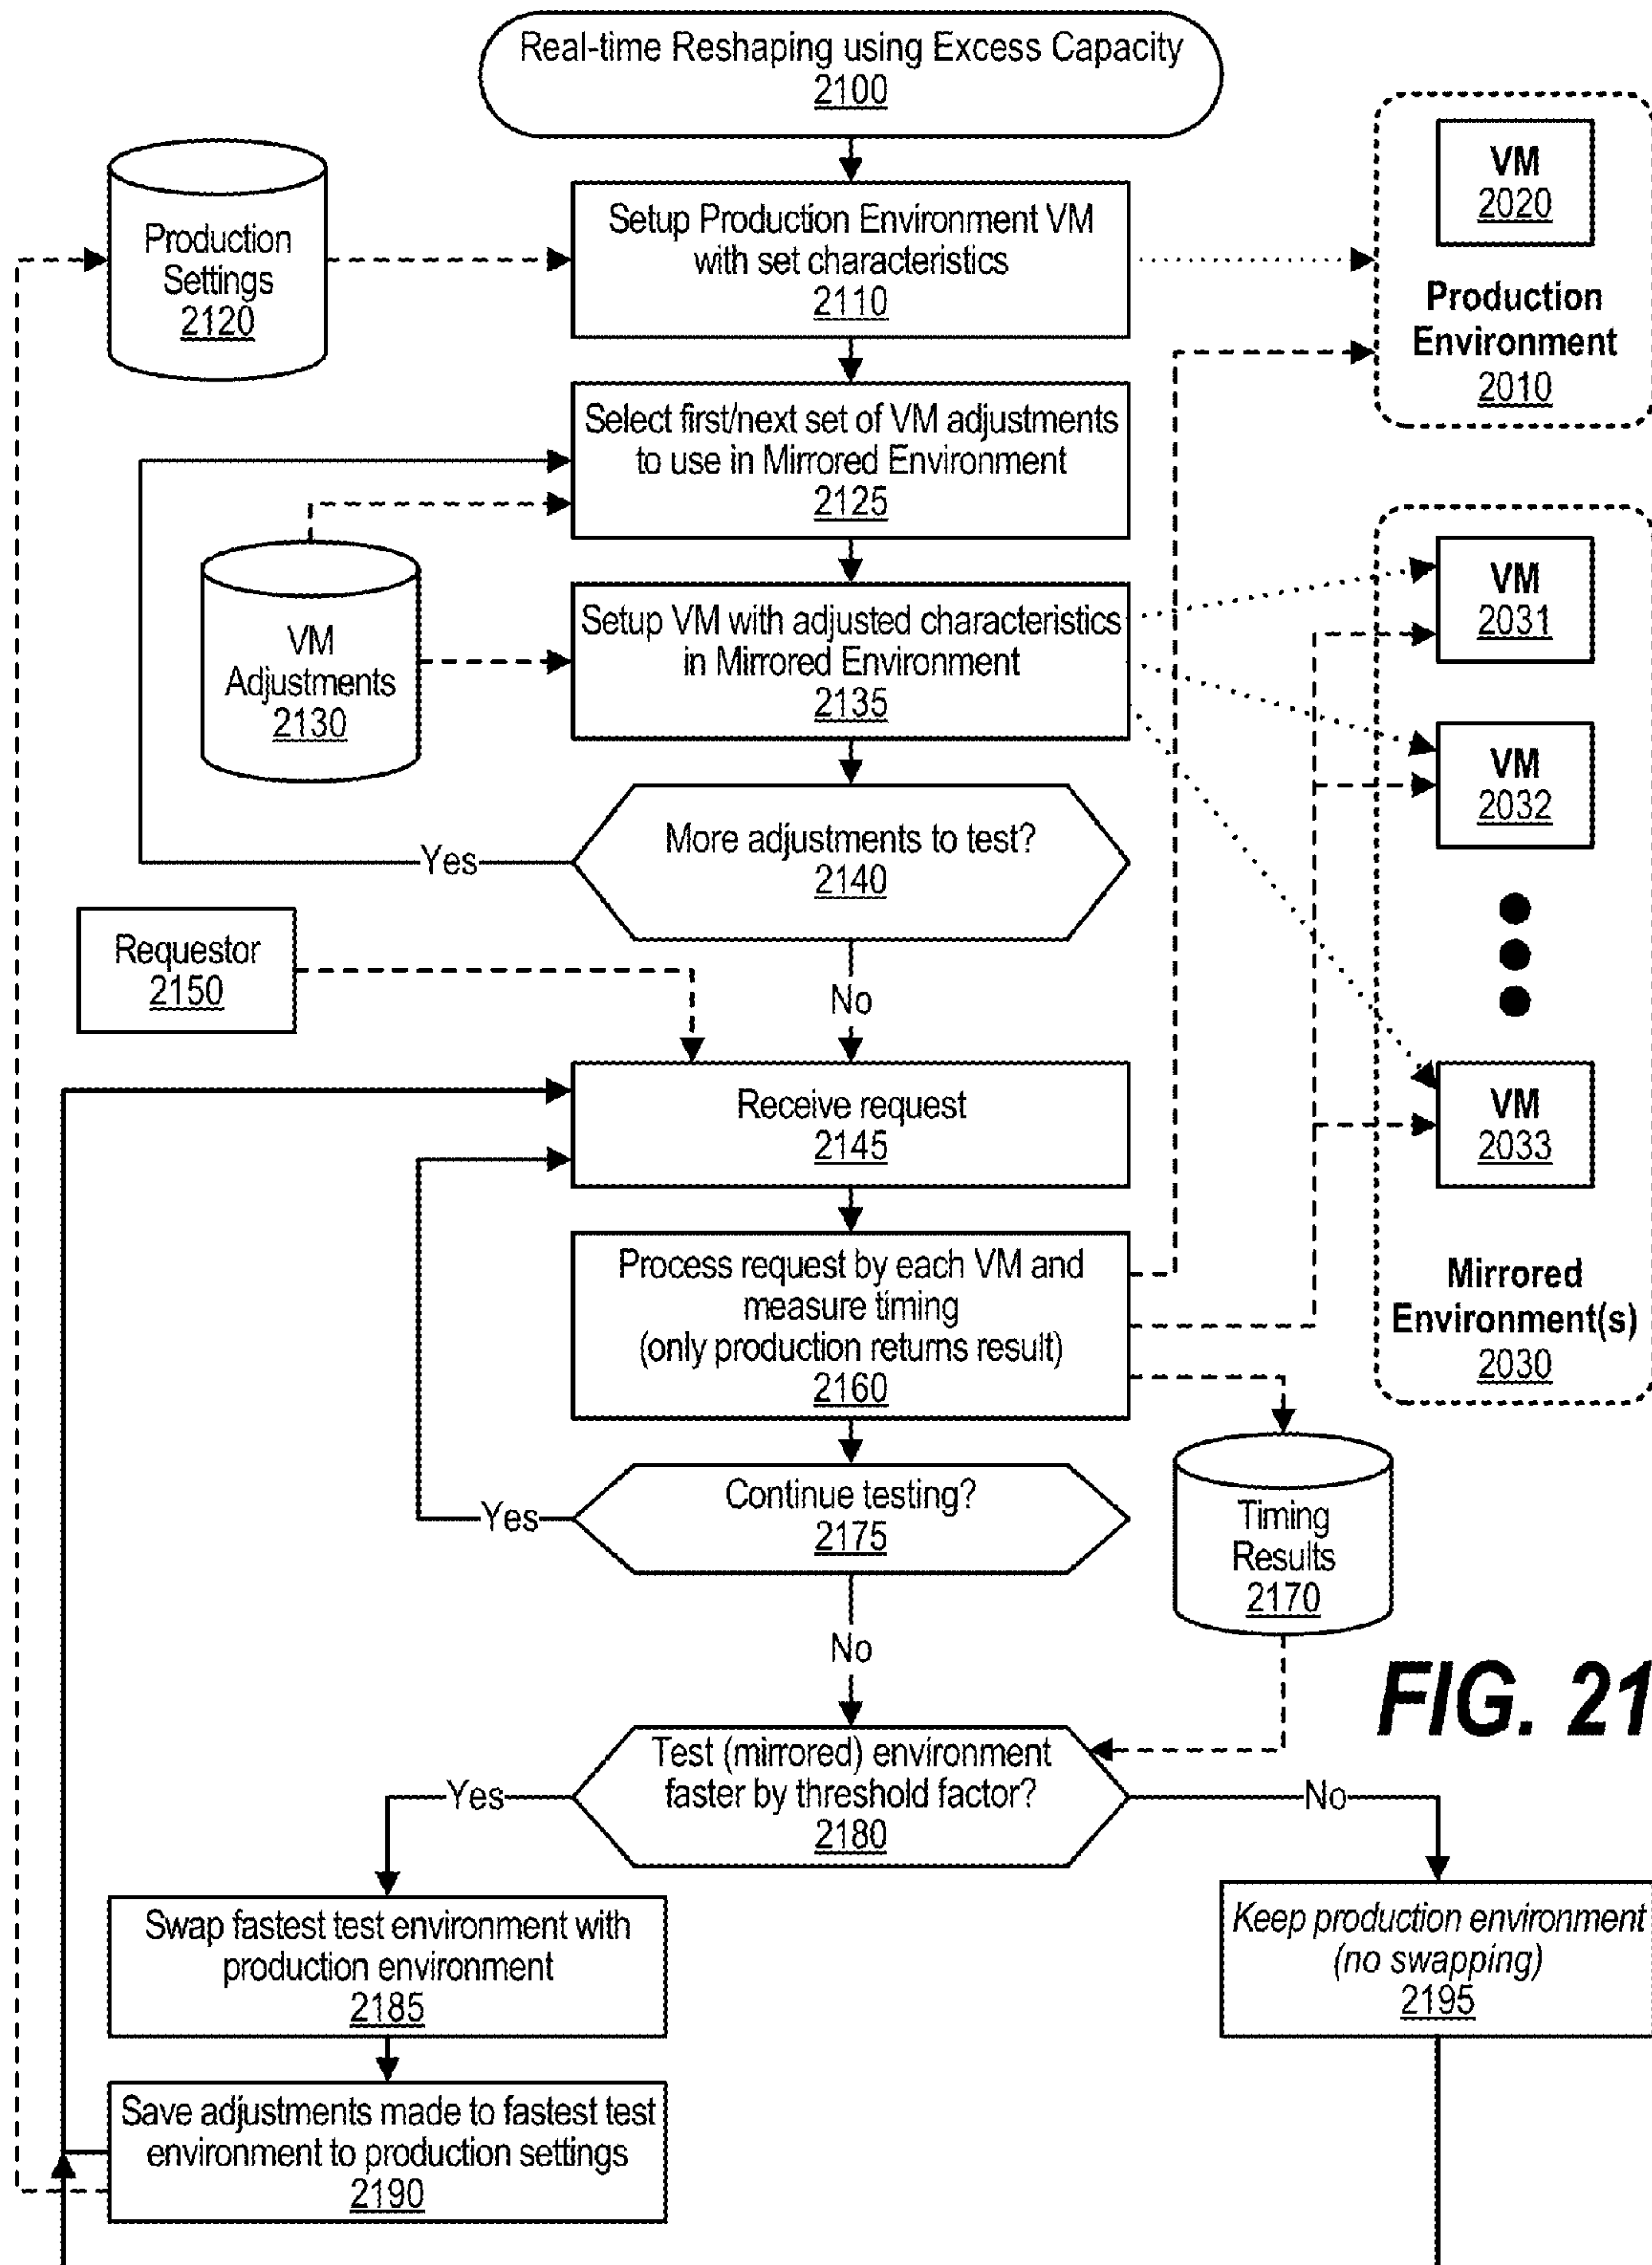 Real-time Reshaping using Excess Capacity
2100
Production
Settings
2120
Setup Production Environment VM
with set characteristics
2110
VM
2020
Production
Environment
2010
Select first/next set of VM adjustments
to use in Mirrored Environment
2125
VM
Adjustments
2130
Setup VM with adjusted characteristics
in Mirrored Environment
2135
VM
2031
VM
2032
VM
2033
Mirrored
Environment(s)
2030
More adjustments to test?
2140
Yes
No
Requestor
2150
Receive request
2145
Process request by each VM and
measure timing
(only production returns result)
2160
Continue testing?
2175
Yes
No
Timing
Results
2170
FIG. 21
Test (mirrored) environment
faster by threshold factor?
2180
Yes
No
Swap fastest test environment with
production environment
2185
Keep production environment
(no swapping)
2195
Save adjustments made to fastest test
environment to production settings
2190